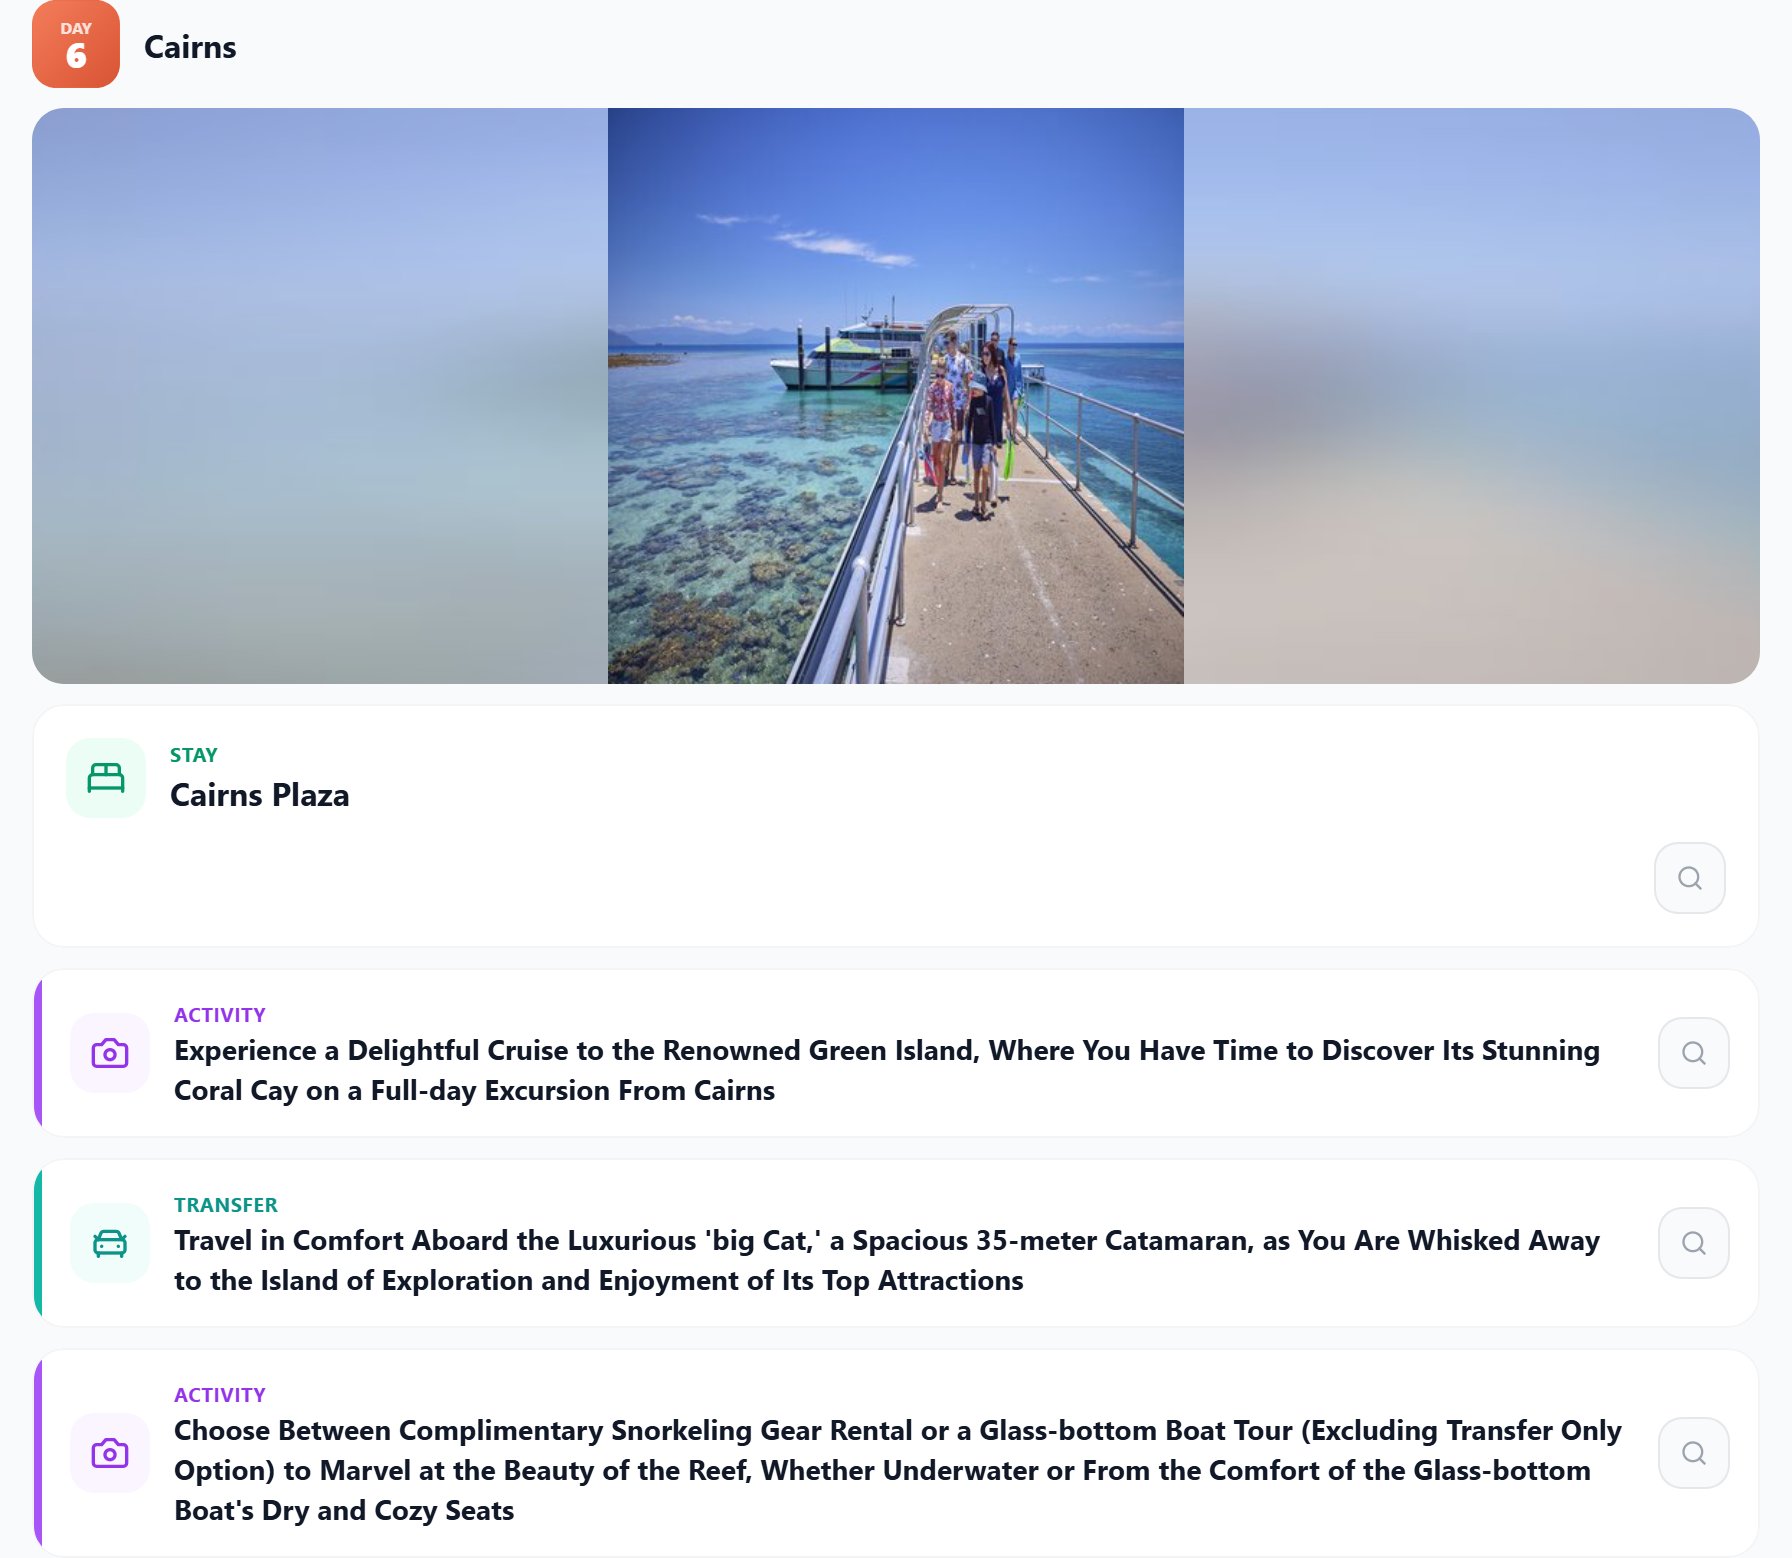 DAY
6
Cairns
STAY
Cairns Plaza
ACTIVITY
Experience a Delightful Cruise to the Renowned Green Island, Where You Have Time to Discover Its Stunning
Coral Cay on a Full-day Excursion From Cairns
TRANSFER
Travel in Comfort Aboard the Luxurious 'big Cat,' a Spacious 35-meter Catamaran, as You Are Whisked Away
to the Island of Exploration and Enjoyment of Its Top Attractions
ACTIVITY
Choose Between Complimentary Snorkeling Gear Rental or a Glass-bottom Boat Tour (Excluding Transfer Only
Option) to Marvel at the Beauty of the Reef, Whether Underwater or From the Comfort of the Glass-bottom
Boat's Dry and Cozy Seats